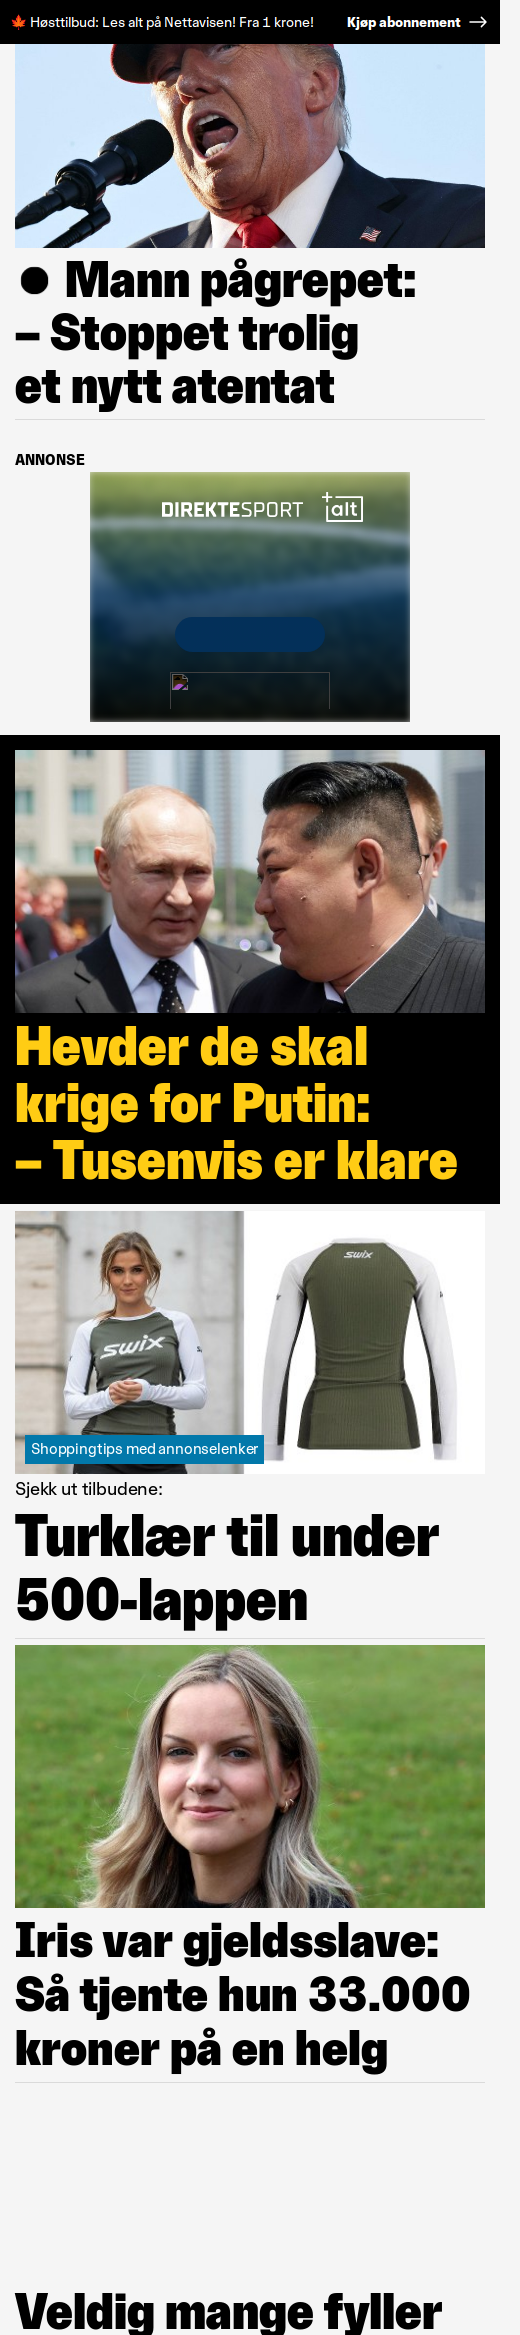 🍁 Høsttilbud: Les alt på Nettavisen! Fra 1 krone!
Kjøp abonnement →
● Mann pågrepet:
– Stoppet trolig
et nytt atentat
ANNONSE
DIREKTESPORT +alt
Hevder de skal
krige for Putin:
– Tusenvis er klare
swix
swix
Shoppingtips med annonselenker
Sjekk ut tilbudene:
Turklær til under
500-lappen
Iris var gjeldsslave:
Så tjente hun 33.000
kroner på en helg
Veldig mange fyller